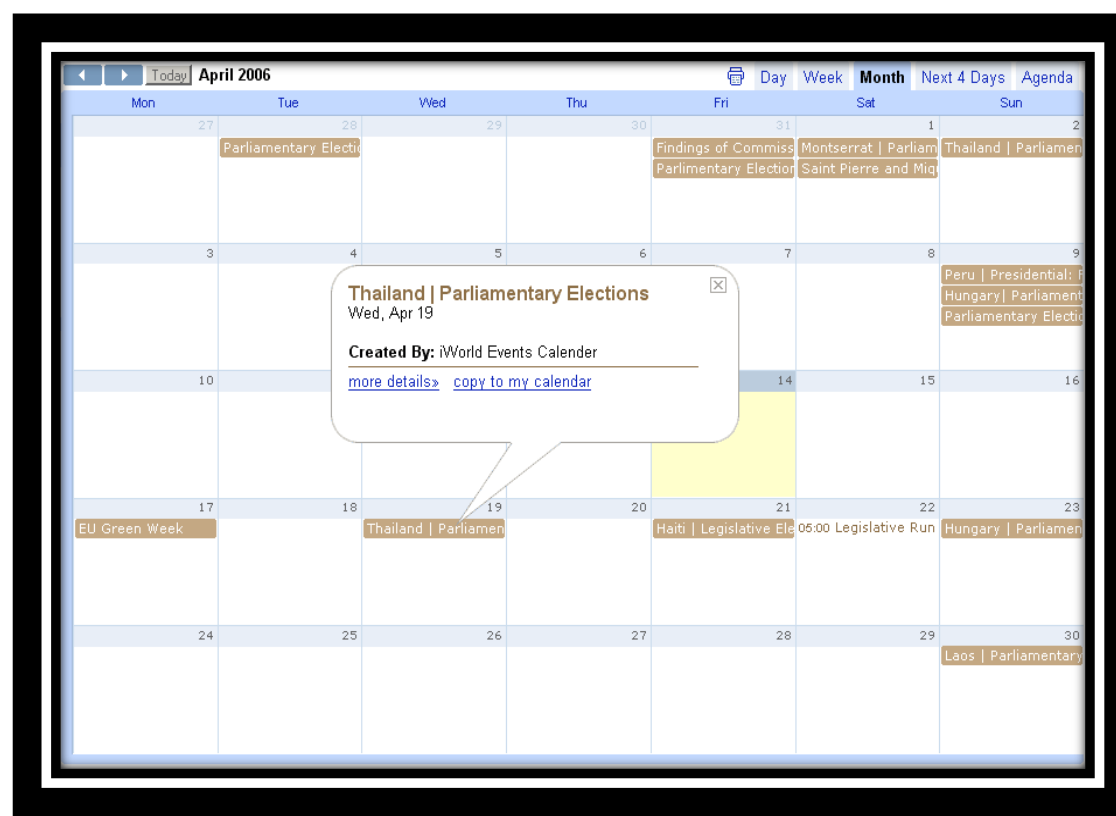 Today April 2006 Day Week Month Next 4 Days Agenda
Mon Tue Wed Thu Fri Sat Sun
27 28 29 30 31 1 2
Parliamentary Electi
Findings of Commiss
Montserrat | Parliam
Thailand | Parliamen
Parlimentary Election
Saint Pierre and Miq
3 4 5 6 7 8 9
Peru | Presidential: F
Hungary| Parliament
Parliamentary Electi
Thailand | Parliamentary Elections
Wed, Apr 19
Created By: iWorld Events Calender
more details» copy to my calendar
10 14 15 16
17 18 19 20 21 22 23
EU Green Week
Thailand | Parliamen
Haiti | Legislative Ele
05:00 Legislative Run
Hungary | Parliamen
24 25 26 27 28 29 30
Laos | Parliamentary